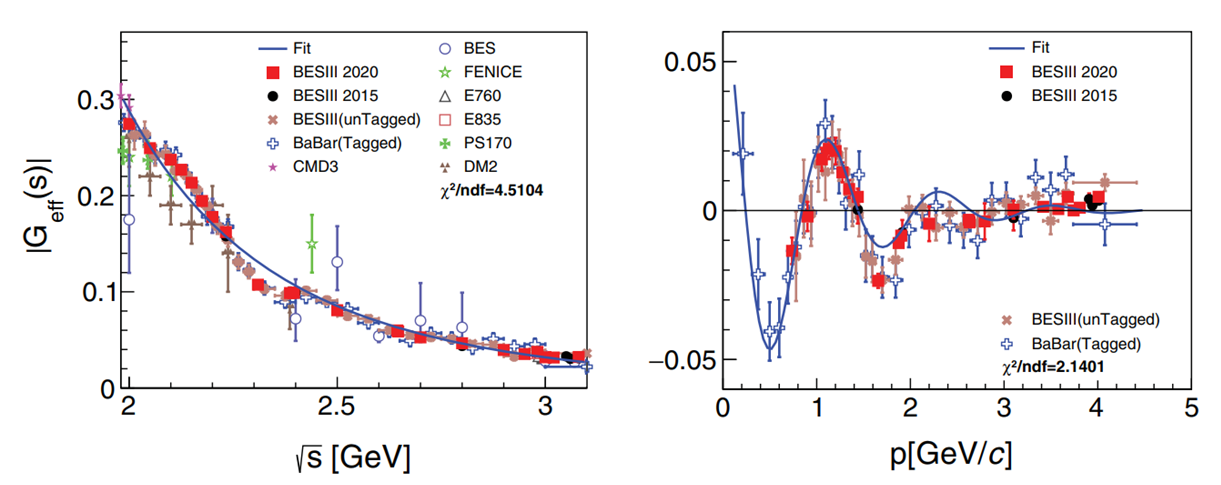 |G_eff(s)|
0.3
0.2
0.1
0
2
2.5
3
√s [GeV]
Fit
BESIII 2020
BESIII 2015
BESIII(unTagged)
BaBar(Tagged)
CMD3
BES
FENICE
E760
E835
PS170
DM2
χ²/ndf=4.5104
0.05
0
−0.05
0
1
2
3
4
5
p[GeV/c]
Fit
BESIII 2020
BESIII 2015
BESIII(unTagged)
BaBar(Tagged)
χ²/ndf=2.1401